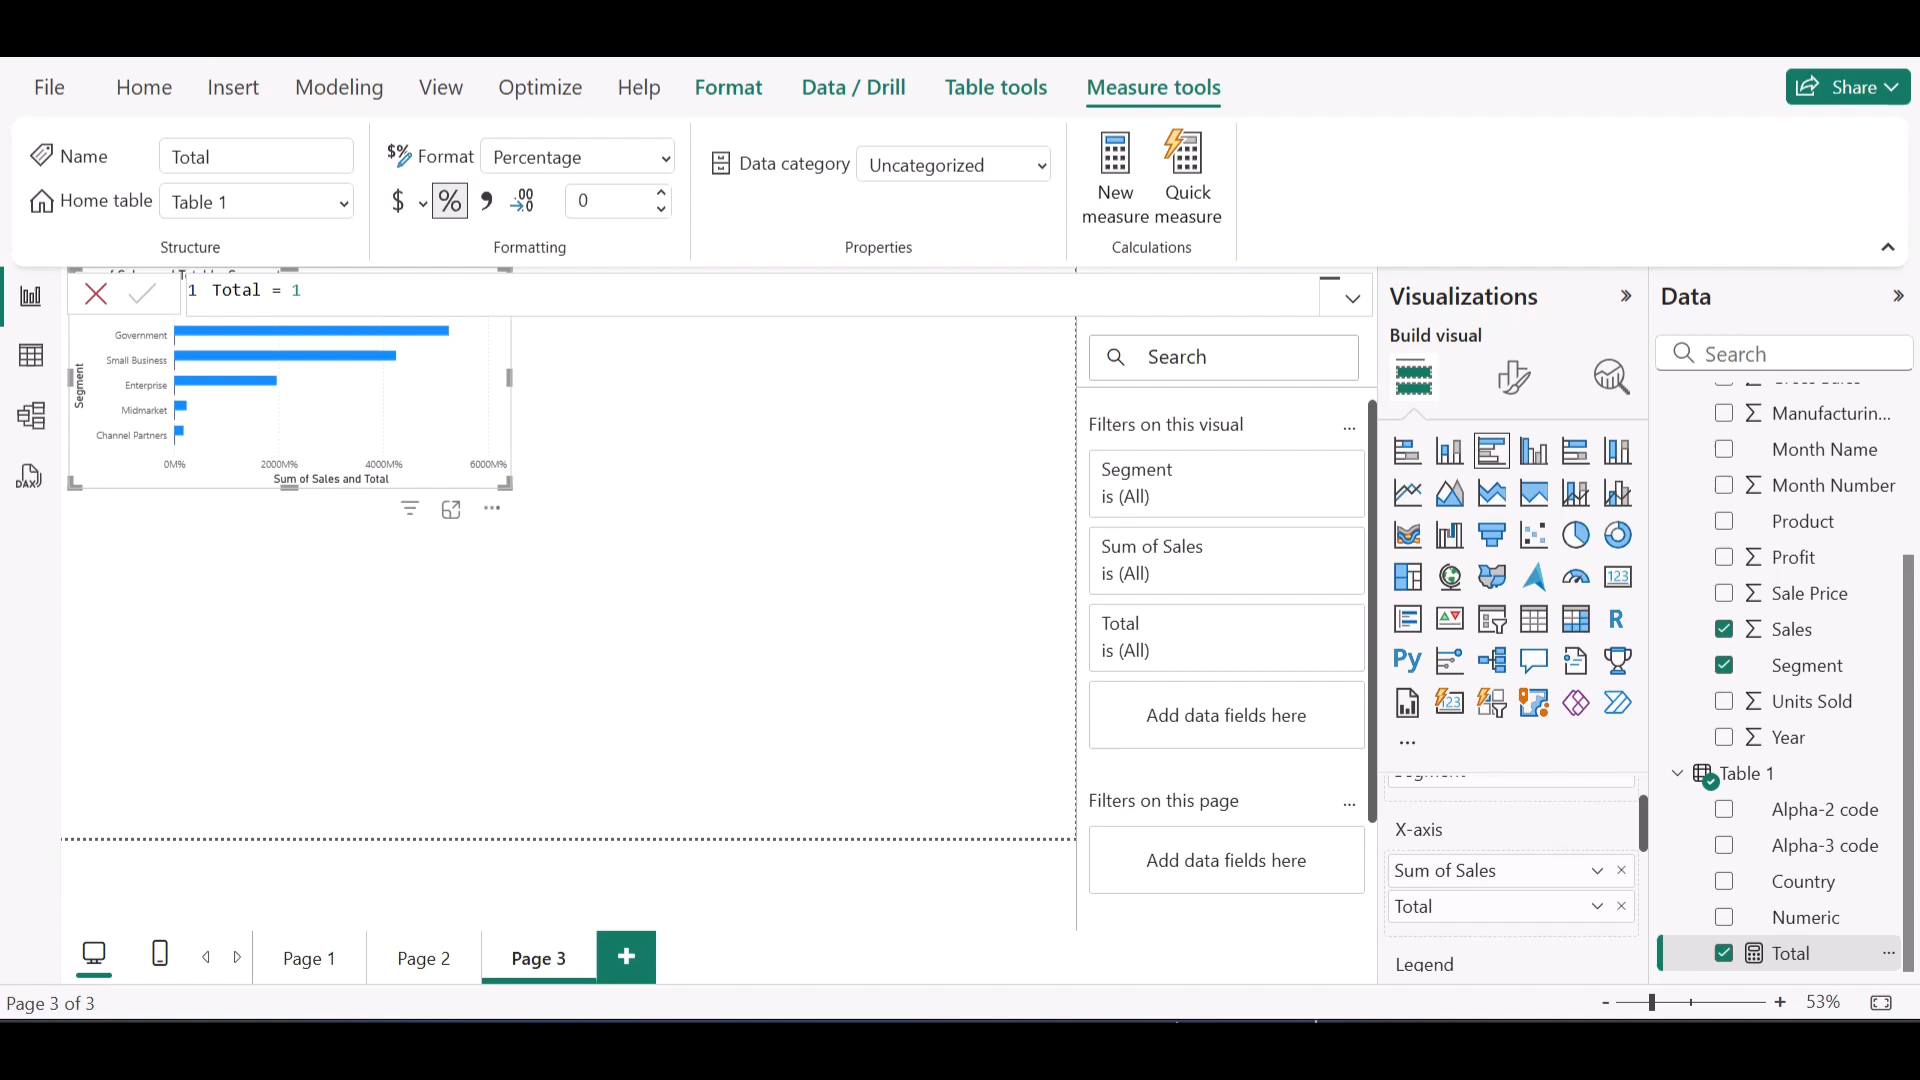 File Home Insert Modeling View Optimize Help Format Data / Drill Table tools Measure tools Share
Name Total
Home table Table 1
Structure
$% Format Percentage
$ % 9 .00 0
Formatting
Data category Uncategorized
Properties
New measure
Quick measure
Calculations
1 Total = 1
Government
Small Business
Enterprise
Midmarket
Channel Partners
Segment
0M% 2000M% 4000M% 6000M%
Sum of Sales and Total
Search
Filters on this visual ...
Segment
is (All)
Sum of Sales
is (All)
Total
is (All)
Add data fields here
Filters on this page ...
Add data fields here
Visualizations
Build visual
123
R
Py
123
...
X-axis
Sum of Sales
Total
Legend
Data
Search
Manufacturin...
Month Name
Month Number
Product
Profit
Sale Price
Sales
Segment
Units Sold
Year
Table 1
Alpha-2 code
Alpha-3 code
Country
Numeric
Total ...
DAX
Page 1 Page 2 Page 3 +
Page 3 of 3
- + 53%